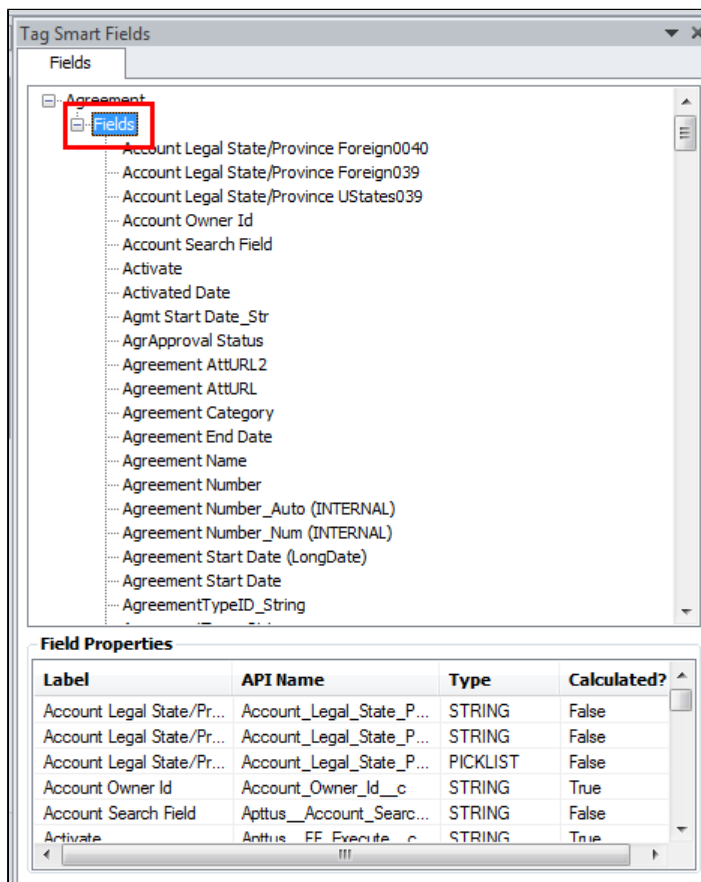 Tag Smart Fields
Fields
Agreement
Fields
Account Legal State/Province Foreign0040
Account Legal State/Province Foreign039
Account Legal State/Province UStates039
Account Owner Id
Account Search Field
Activate
Activated Date
Agmt Start Date_Str
AgrApproval Status
Agreement AttURL2
Agreement AttURL
Agreement Category
Agreement End Date
Agreement Name
Agreement Number
Agreement Number_Auto (INTERNAL)
Agreement Number_Num (INTERNAL)
Agreement Start Date (LongDate)
Agreement Start Date
AgreementTypeID_String
Field Properties
Label API Name Type Calculated?
Account Legal State/Pr... Account_Legal_State_P... STRING False
Account Legal State/Pr... Account_Legal_State_P... STRING False
Account Legal State/Pr... Account_Legal_State_P... PICKLIST False
Account Owner Id Account_Owner_Id__c STRING True
Account Search Field Apttus__Account_Searc... STRING False
Activate Apttus__FF_Execute__c STRING True